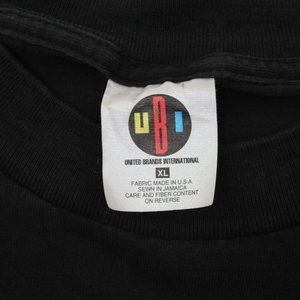 UBI
UNITED BRANDS INTERNATIONAL
XL
FABRIC MADE IN U.S.A
SEWN IN JAMAICA
CARE AND FIBER CONTENT
ON REVERSE